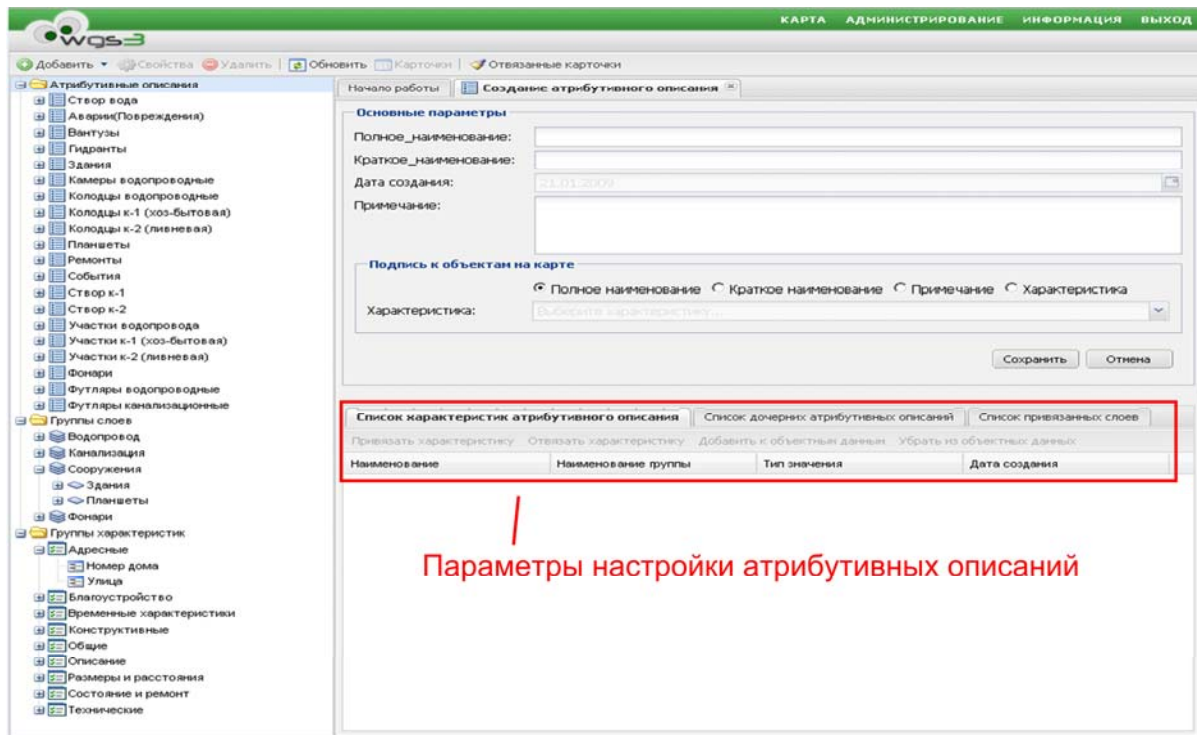 КАРТА АДМИНИСТРИРОВАНИЕ ИНФОРМАЦИЯ ВЫХОД
wgs-3
Добавить Свойства Удалить Обновить Карточки Отвязанные карточки
Атрибутивные описания
Створ вода
Аварии(Повреждения)
Вантузы
Гидранты
Здания
Камеры водопроводные
Колодцы водопроводные
Колодцы к-1 (хоз-бытовая)
Колодцы к-2 (ливневая)
Планшеты
Ремонты
События
Створ к-1
Створ к-2
Участки водопровода
Участки к-1 (хоз-бытовая)
Участки к-2 (ливневая)
Фонари
Футляры водопроводные
Футляры канализационные
Группы слоев
Водопровод
Канализация
Сооружения
Здания
Планшеты
Фонари
Группы характеристик
Адресные
Номер дома
Улица
Благоустройство
Временные характеристики
Конструктивные
Общие
Описание
Размеры и расстояния
Состояние и ремонт
Технические
Начало работы Создание атрибутивного описания
Основные параметры
Полное_наименование:
Краткое_наименование:
Дата создания: 21.01.2009
Примечание:
Подпись к объектам на карте
Полное наименование Краткое наименование Примечание Характеристика
Характеристика: Выберите характеристику...
Сохранить Отмена
Список характеристик атрибутивного описания Список дочерних атрибутивных описаний Список привязанных слоев
Привязать характеристику Отвязать характеристику Добавить к объектным данным Убрать из объектных данных
Наименование Наименование группы Тип значения Дата создания
Параметры настройки атрибутивных описаний